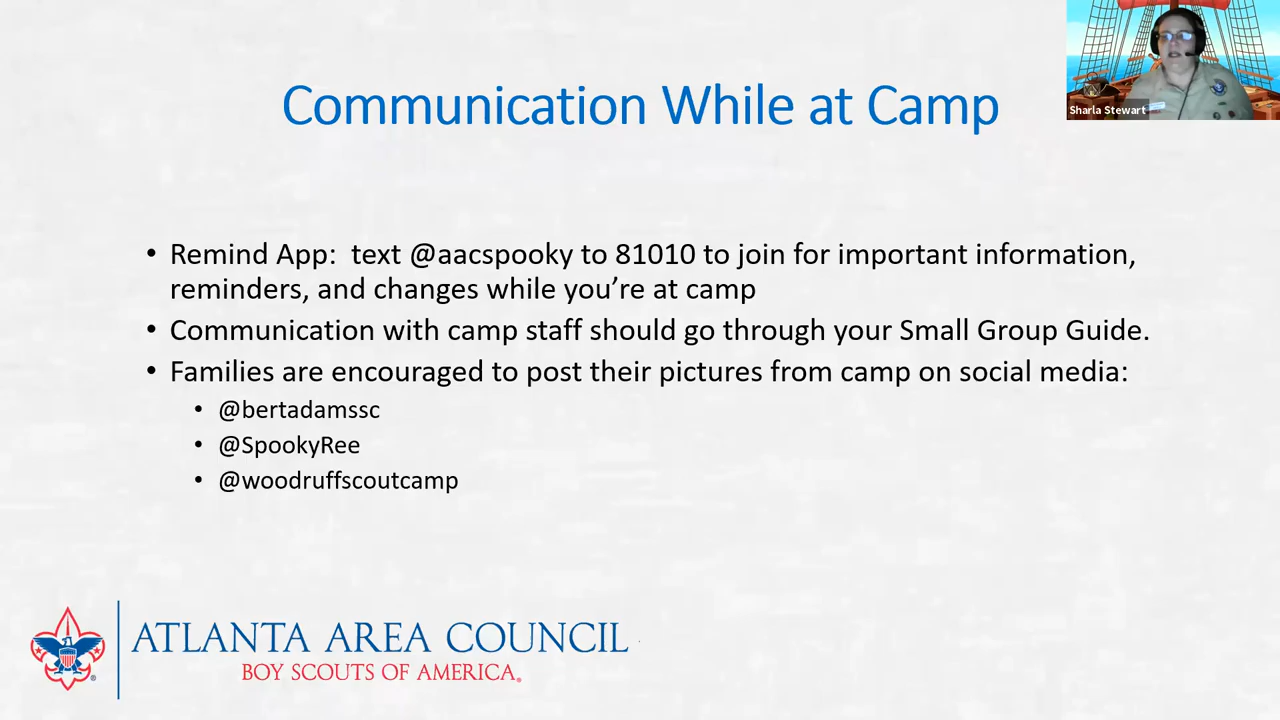 Sharla Stewart
Communication While at Camp
• Remind App:  text @aacspooky to 81010 to join for important information,
reminders, and changes while you’re at camp
• Communication with camp staff should go through your Small Group Guide.
• Families are encouraged to post their pictures from camp on social media:
• @bertadamssc
• @SpookyRee
• @woodruffscoutcamp
ATLANTA AREA COUNCIL
BOY SCOUTS OF AMERICA®